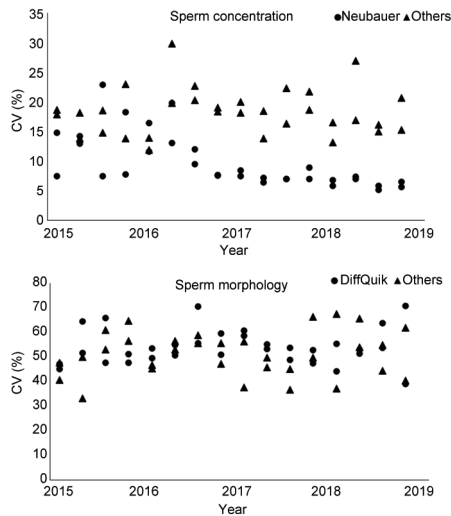 Sperm concentration ●Neubauer ▲Others
CV (%)
35
30
25
20
15
10
5
0
2015 2016 2017 2018 2019
Year
Sperm morphology ●DiffQuik ▲Others
CV (%)
80
70
60
50
40
30
20
10
0
2015 2016 2017 2018 2019
Year